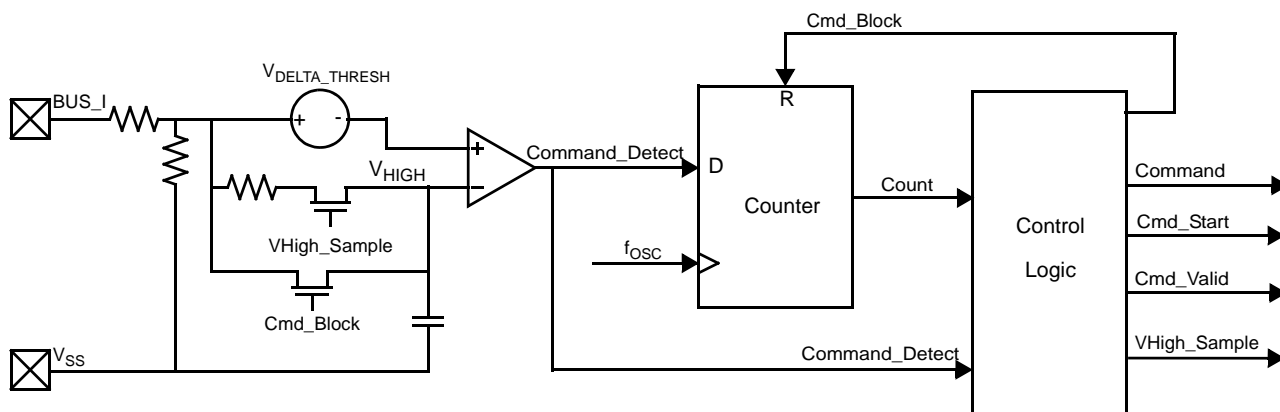 Cmd_Block
V_DELTA_THRESH
BUS_I
+
-
R
+
Command_Detect
D
V_HIGH
−
Counter
Count
Command
VHigh_Sample
f_OSC
Control
Logic
Cmd_Start
Cmd_Valid
Cmd_Block
V_SS
Command_Detect
VHigh_Sample